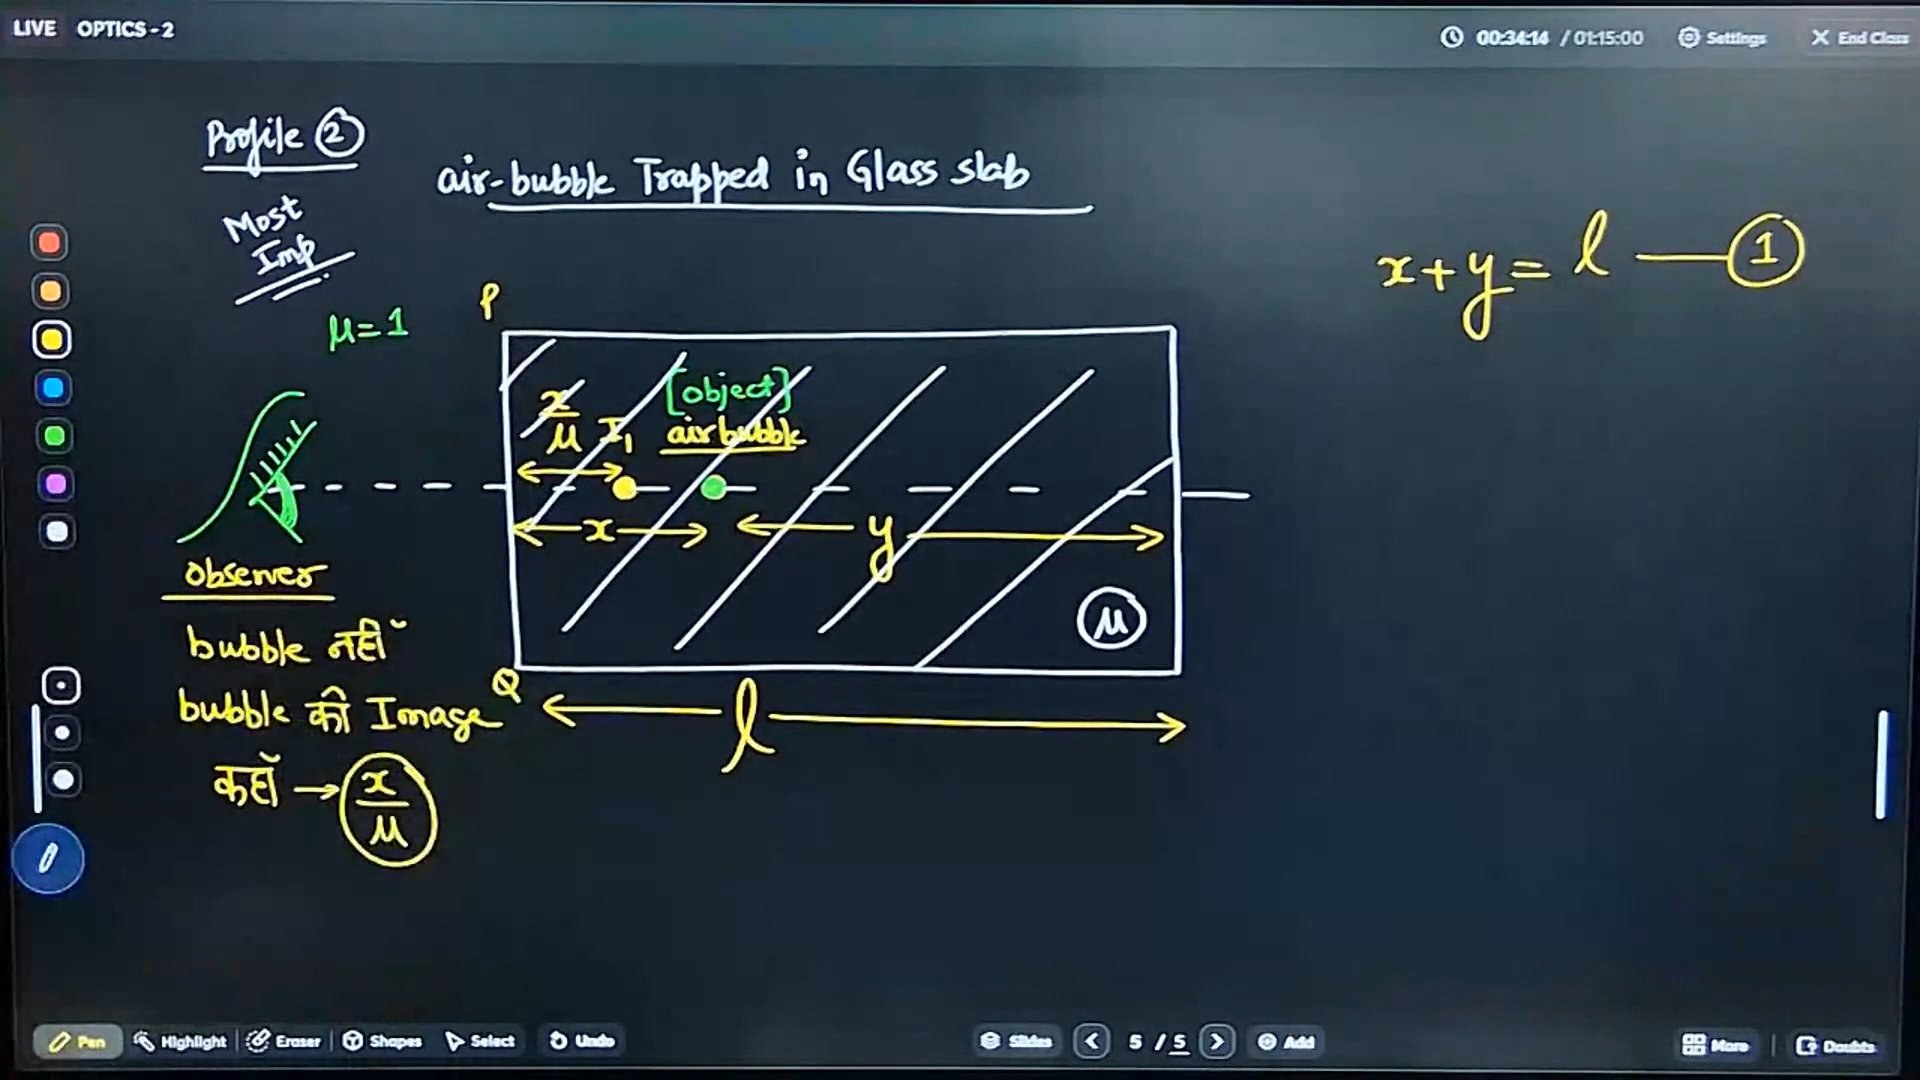 LIVE OPTICS - 2
00:34:14 / 01:15:00 Settings End Class
Profile ②
air-bubble Trapped in Glass slab
Most
Imp
x + y = l — ①
P
μ = 1
[object]
air bubble
x/μ
I₁
x
y
μ
observer
bubble नहीं
bubble की Image
कहाँ → x/μ
Q
l
Pen Highlight Eraser Shapes Select Undo
Slides 5 / 5 Add
More Doubts